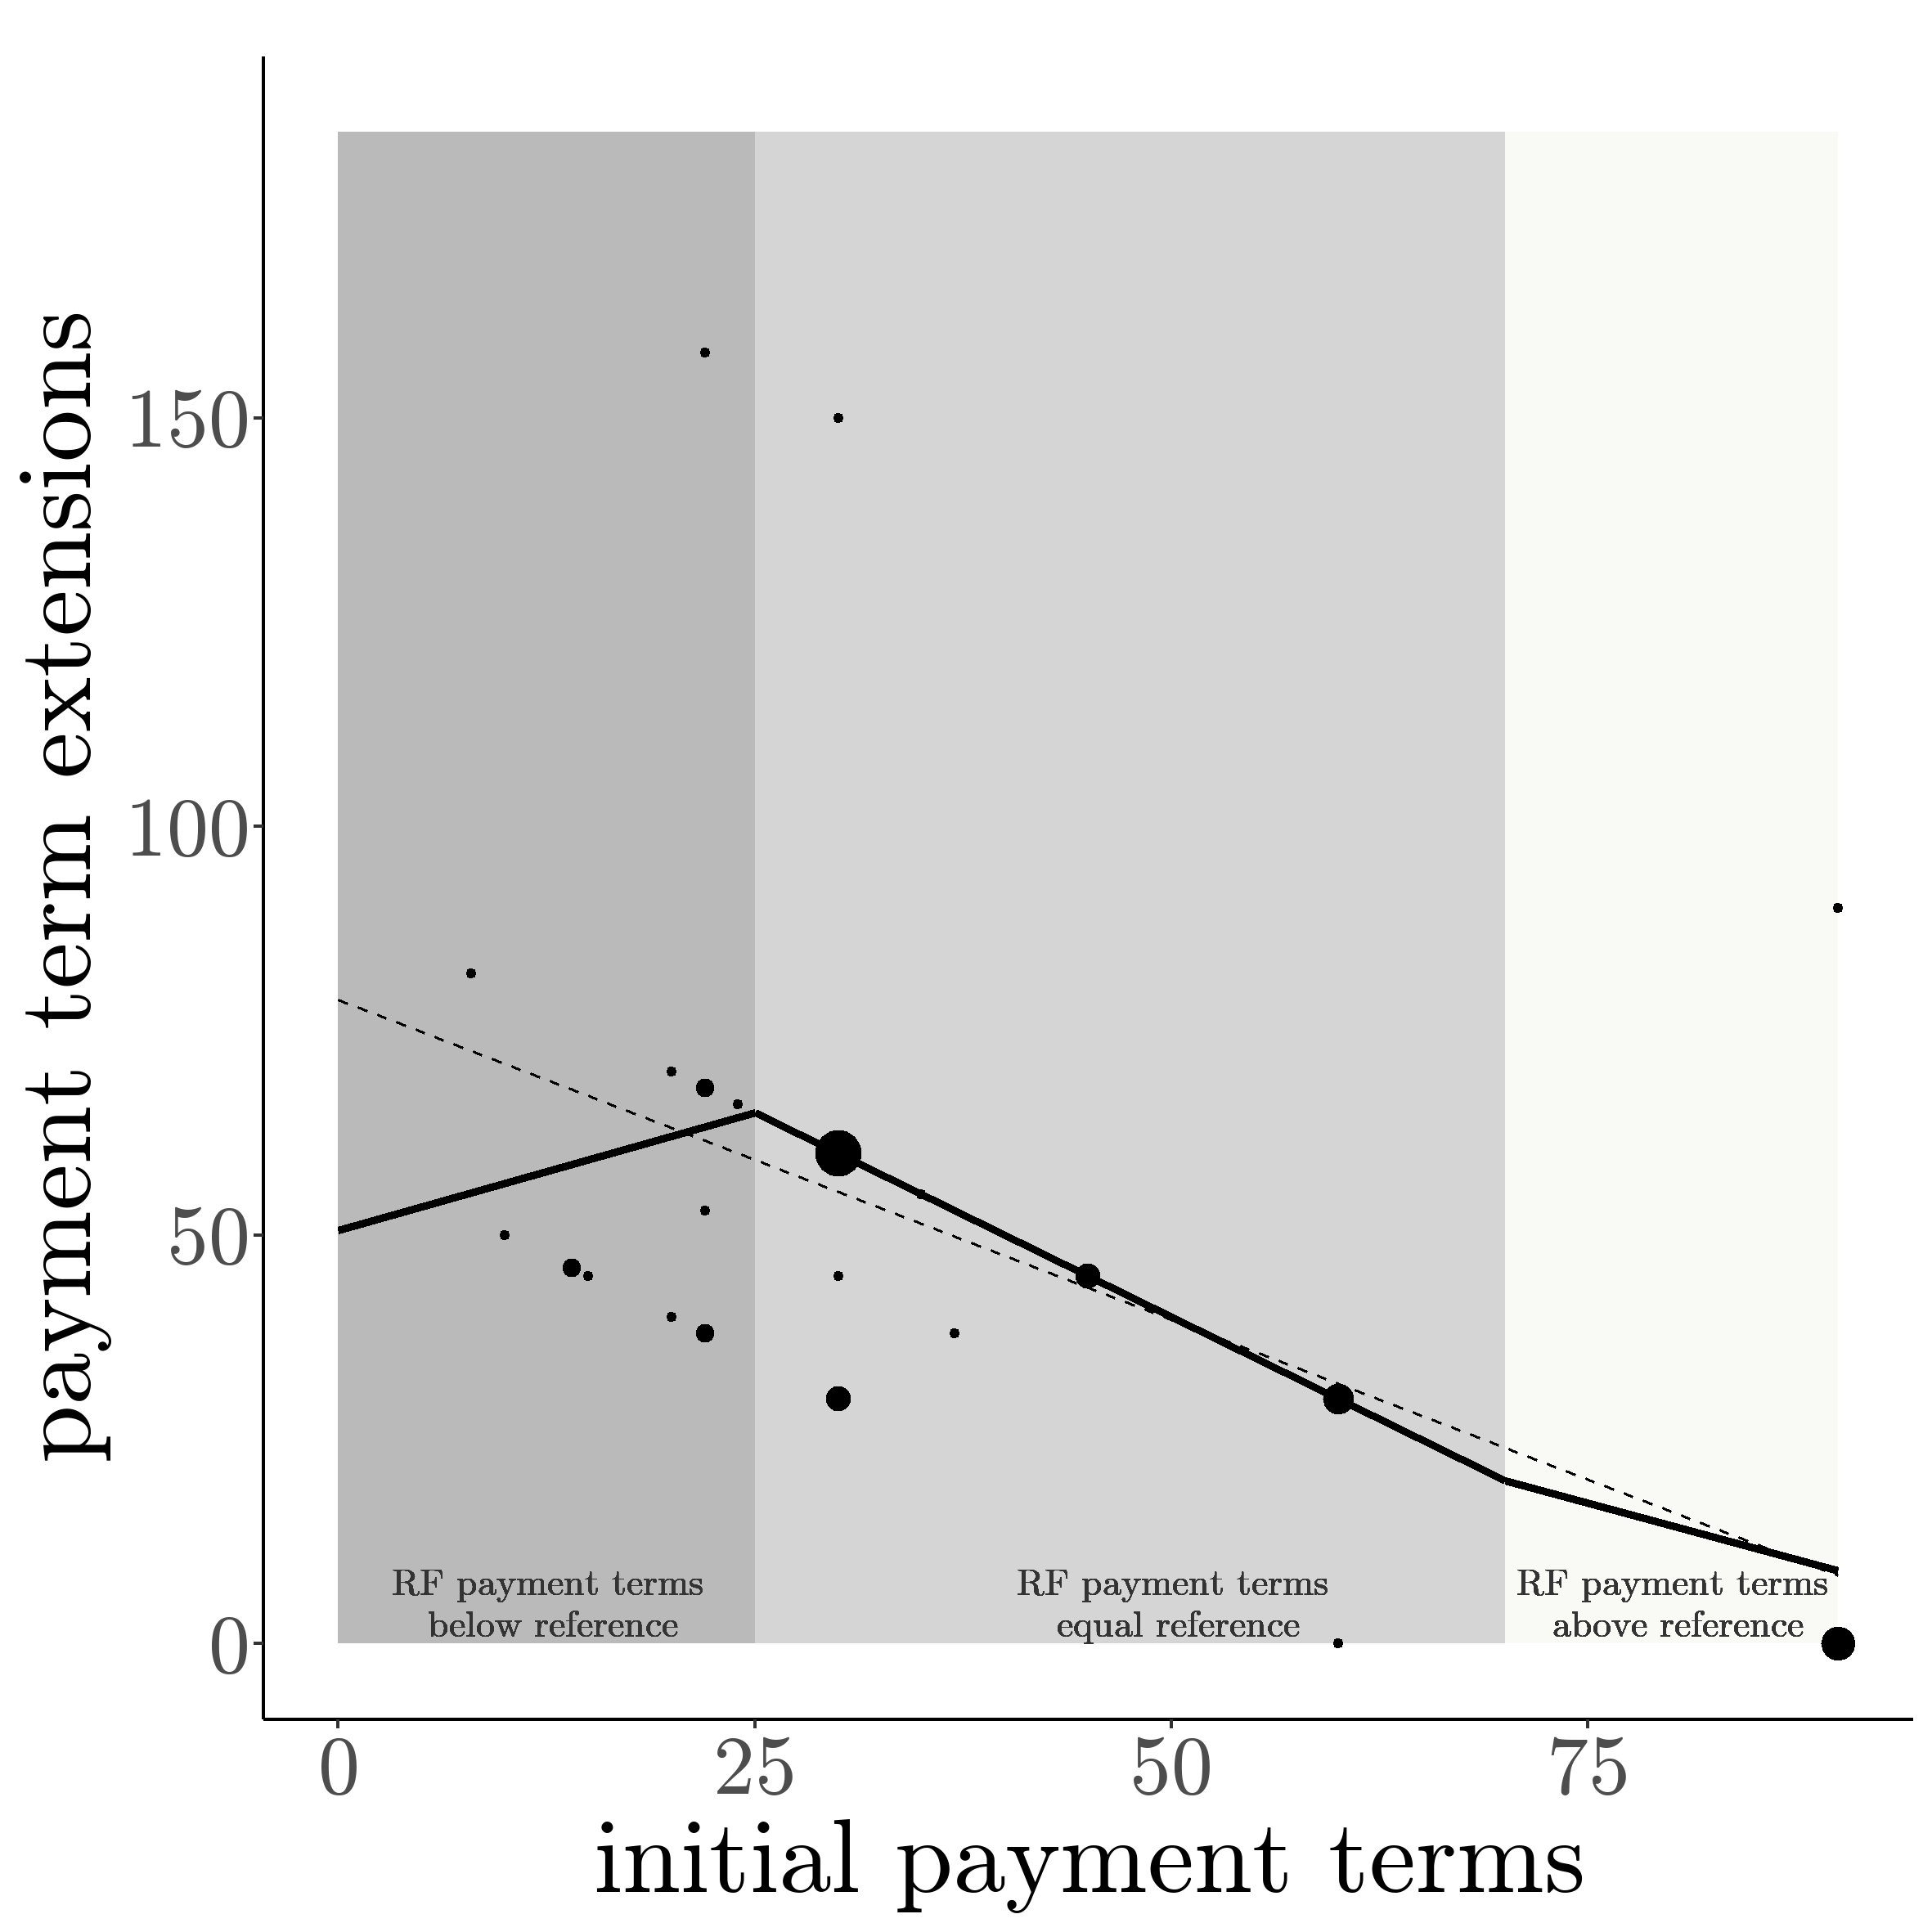 payment term extensions
150
100
50
0
RF payment terms
below reference
RF payment terms
equal reference
RF payment terms
above reference
0
25
50
75
initial payment terms